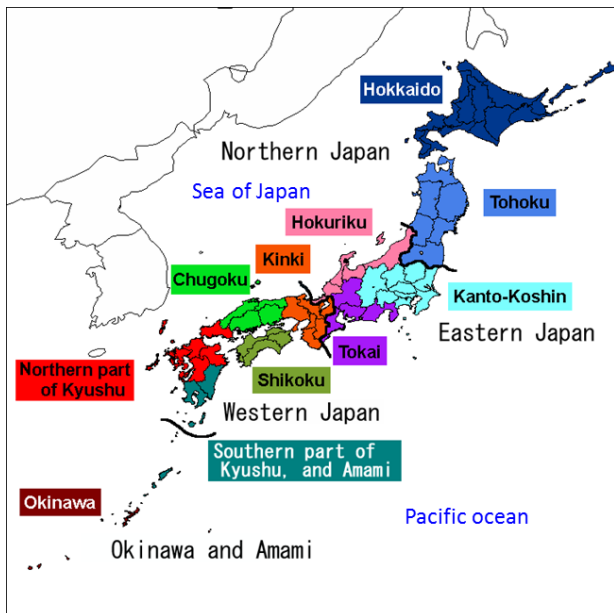 Hokkaido
Northern Japan
Sea of Japan
Tohoku
Hokuriku
Kinki
Chugoku
Kanto-Koshin
Eastern Japan
Tokai
Northern part
of Kyushu
Shikoku
Western Japan
Southern part of
Kyushu, and Amami
Okinawa
Pacific ocean
Okinawa and Amami